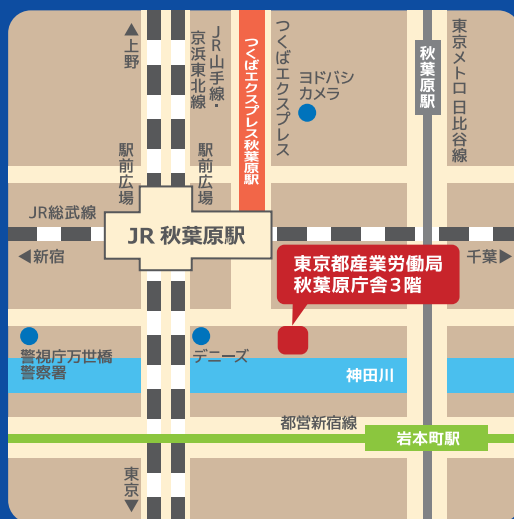 ▲上野
JR山手線・
京浜東北線
つくばエクスプレス秋葉原駅
つくばエクスプレス
ヨドバシ
カメラ
秋葉原駅
東京メトロ 日比谷線
駅前広場
駅前広場
JR総武線
JR 秋葉原駅
◀新宿
千葉▶
東京都産業労働局
秋葉原庁舎3階
警視庁万世橋
警察署
デニーズ
神田川
都営新宿線
岩本町駅
東京▼